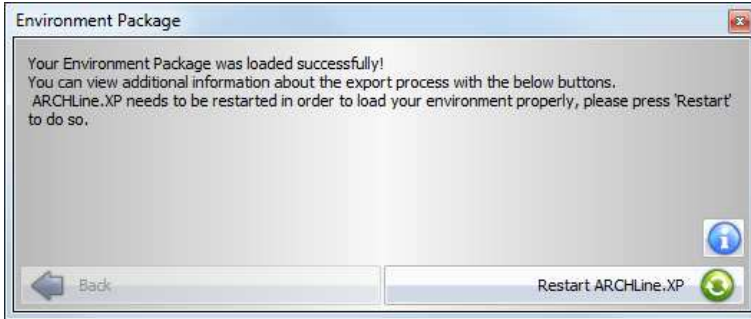 Environment Package
Your Environment Package was loaded successfully!
You can view additional information about the export process with the below buttons.
ARCHLine.XP needs to be restarted in order to load your environment properly, please press 'Restart'
to do so.
Back
Restart ARCHLine.XP